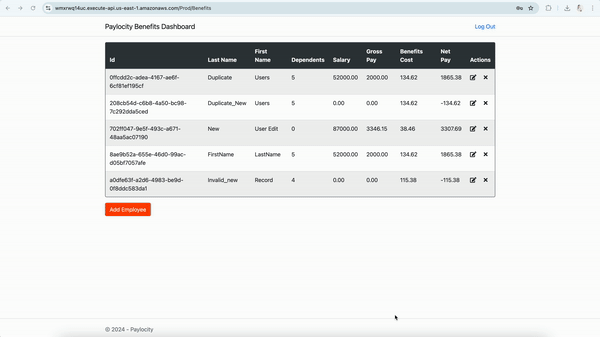 wmxrwq14uc.execute-api.us-east-1.amazonaws.com/Prod/Benefits
Paylocity Benefits Dashboard
Log Out
Id Last Name First Name Dependents Salary Gross Pay Benefits Cost Net Pay Actions
0ffcdd2c-adea-4167-ae6f-6cf81ef195cf Duplicate Users 5 52000.00 2000.00 134.62 1865.38
208cb54d-c6b8-4a50-bc98-7c292dda5ced Duplicate_New Users 5 0.00 0.00 134.62 -134.62
702ff047-9e5f-493c-a671-48aa5ac07190 New User Edit 0 87000.00 3346.15 38.46 3307.69
8ae9b52a-655e-46d0-99ac-d05bf7057afe FirstName LastName 5 52000.00 2000.00 134.62 1865.38
a0dfe63f-a2d6-4983-be9d-0f8ddc583da1 Invalid_new Record 4 0.00 0.00 115.38 -115.38
Add Employee
© 2024 - Paylocity